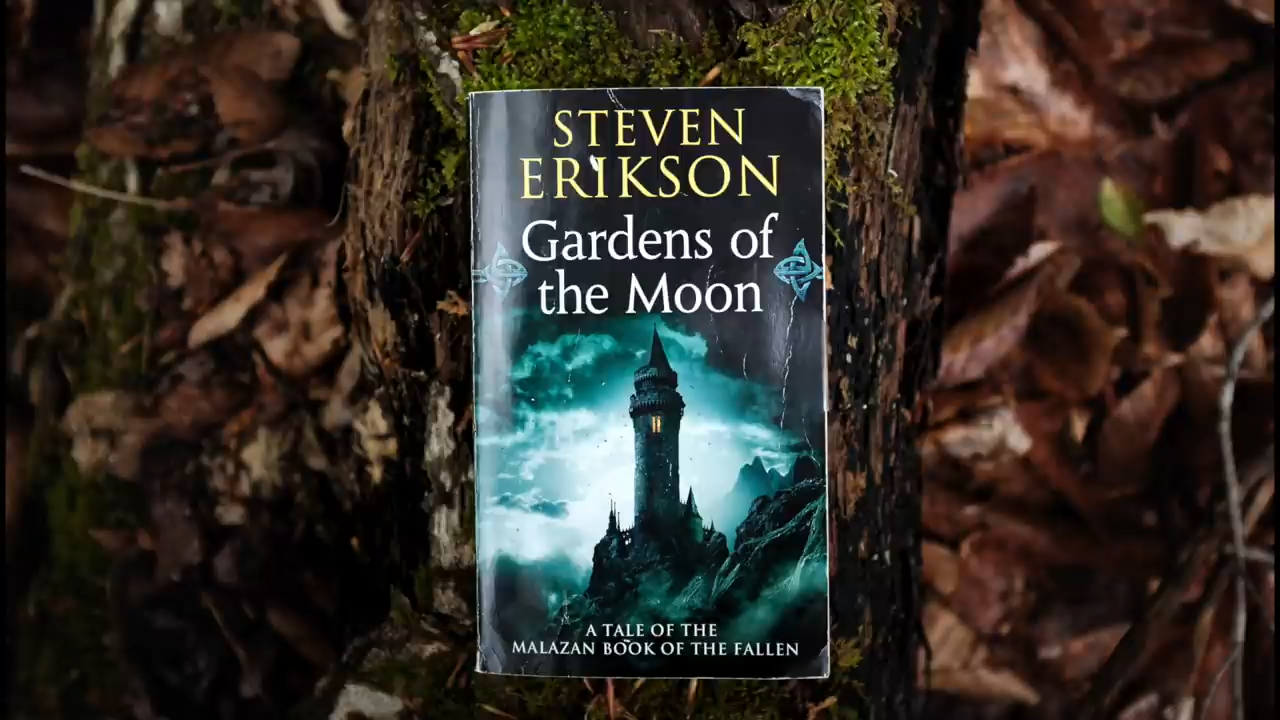 STEVEN
ERIKSON
Gardens of
the Moon
A TALE OF THE
MALAZAN BOOK OF THE FALLEN